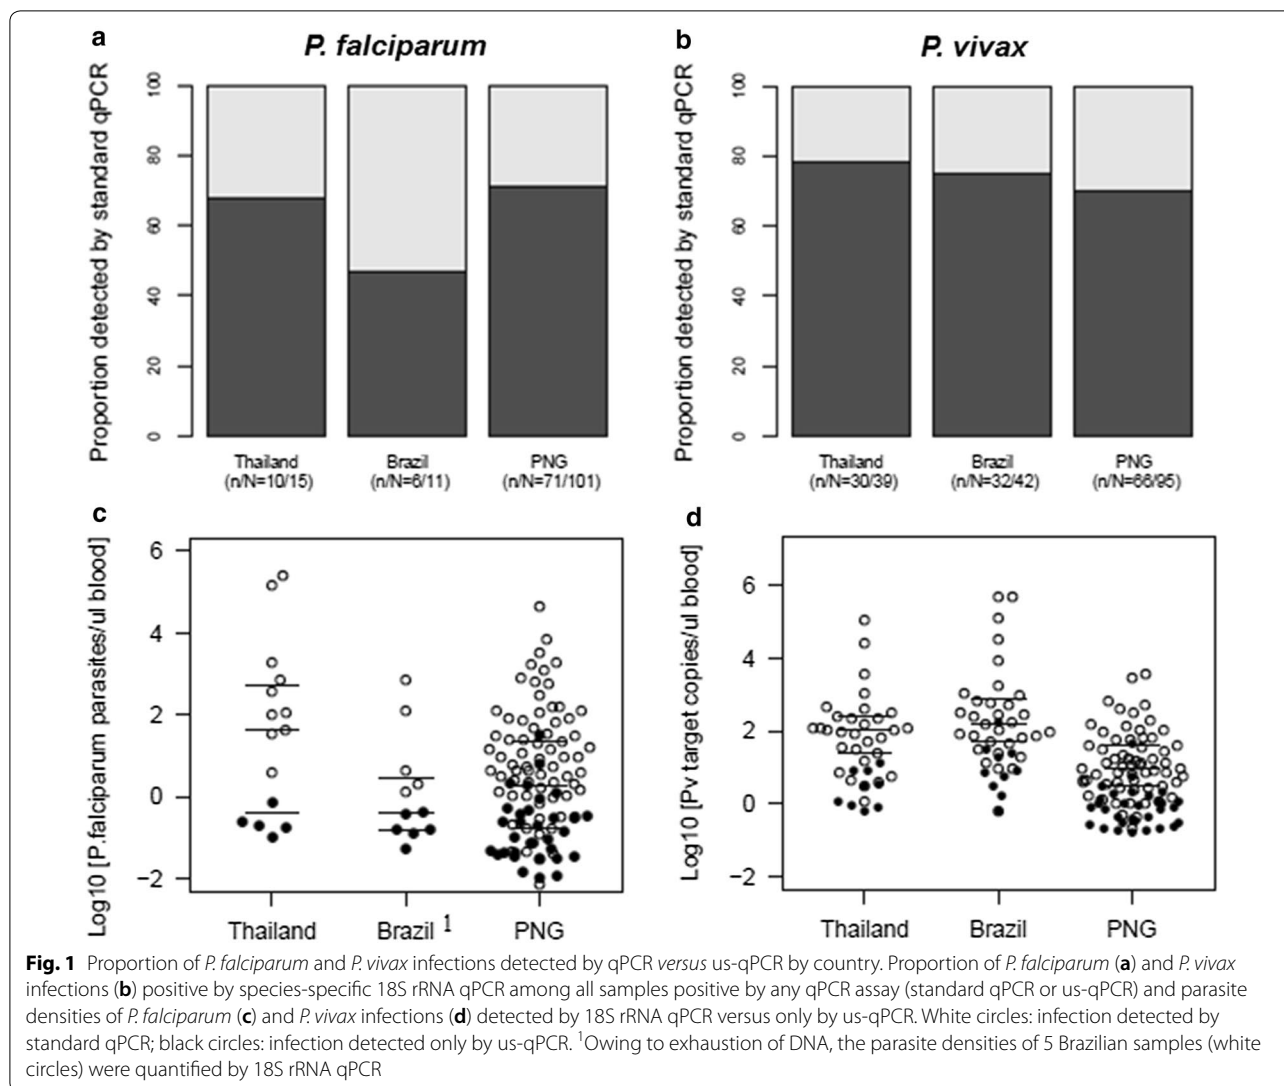 a
P. falciparum
b
P. vivax
Proportion detected by standard qPCR
100
80
60
40
20
0
Thailand
(n/N=10/15)
Brazil
(n/N=6/11)
PNG
(n/N=71/101)
Proportion detected by standard qPCR
100
80
60
40
20
0
Thailand
(n/N=30/39)
Brazil
(n/N=32/42)
PNG
(n/N=66/95)
c
Log10 [P.falciparum parasites/ul blood]
6
4
2
0
−2
Thailand
Brazil 1
PNG
d
Log10 [Pv target copies/ul blood]
6
4
2
0
−2
Thailand
Brazil
PNG
Fig. 1 Proportion of P. falciparum and P. vivax infections detected by qPCR versus us-qPCR by country. Proportion of P. falciparum (a) and P. vivax
infections (b) positive by species-specific 18S rRNA qPCR among all samples positive by any qPCR assay (standard qPCR or us-qPCR) and parasite
densities of P. falciparum (c) and P. vivax infections (d) detected by 18S rRNA qPCR versus only by us-qPCR. White circles: infection detected by
standard qPCR; black circles: infection detected only by us-qPCR. 1Owing to exhaustion of DNA, the parasite densities of 5 Brazilian samples (white
circles) were quantified by 18S rRNA qPCR